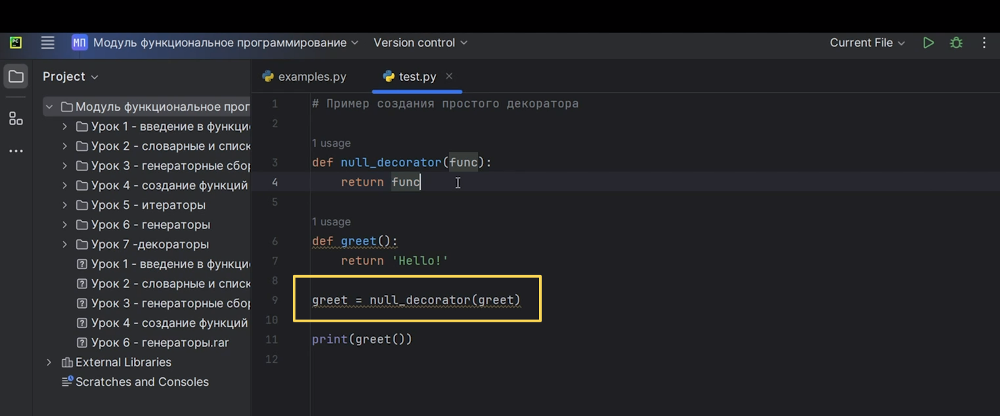 PC
МП Модуль функциональное программирование Version control Current File
Project
Модуль функциональное прог
Урок 1 - введение в функци
Урок 2 - словарные и списк
Урок 3 - генераторные сбор
Урок 4 - создание функций
Урок 5 - итераторы
Урок 6 - генераторы
Урок 7 -декораторы
Урок 1 - введение в функци
Урок 2 - словарные и списк
Урок 3 - генераторные сбор
Урок 4 - создание функций
Урок 6 - генераторы.rar
External Libraries
Scratches and Consoles
examples.py test.py
1 # Пример создания простого декоратора
2
1 usage
3 def null_decorator(func):
4 return func
5
1 usage
6 def greet():
7 return 'Hello!'
8
9 greet = null_decorator(greet)
10
11 print(greet())
12